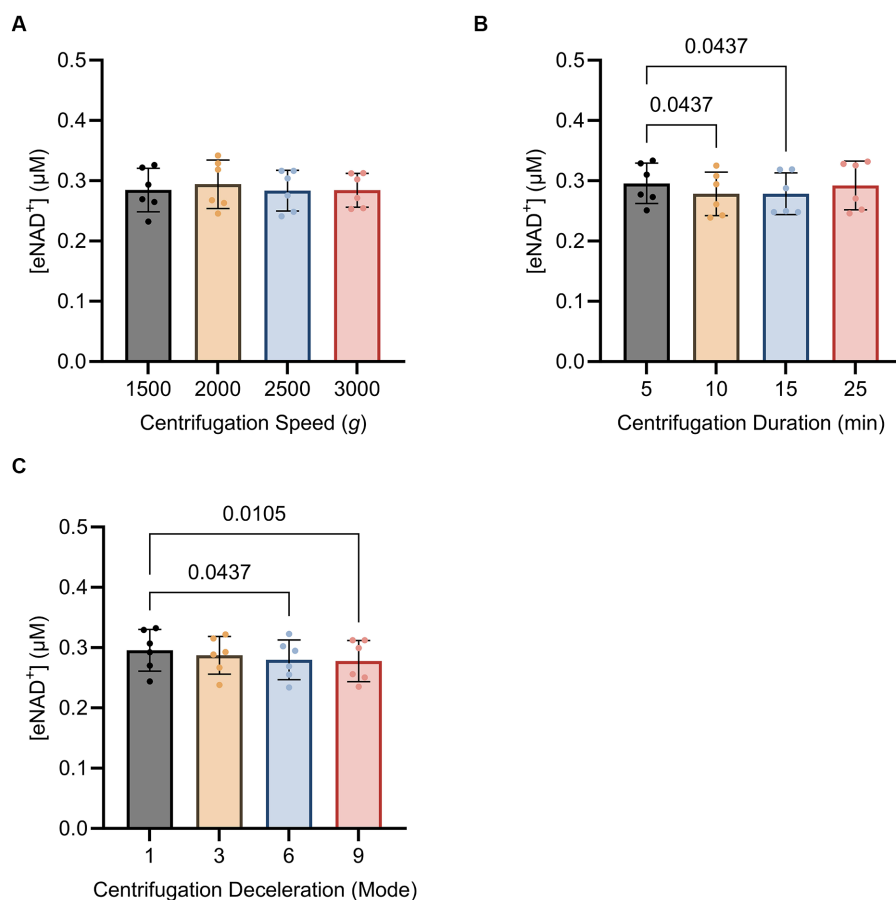 A
0.5
0.4
0.3
0.2
0.1
0.0
[eNAD+] (μM)
1500 2000 2500 3000
Centrifugation Speed (g)
B
0.5
0.4
0.3
0.2
0.1
0.0
[eNAD+] (μM)
0.0437
0.0437
5 10 15 25
Centrifugation Duration (min)
C
0.5
0.4
0.3
0.2
0.1
0.0
[eNAD+] (μM)
0.0105
0.0437
1 3 6 9
Centrifugation Deceleration (Mode)